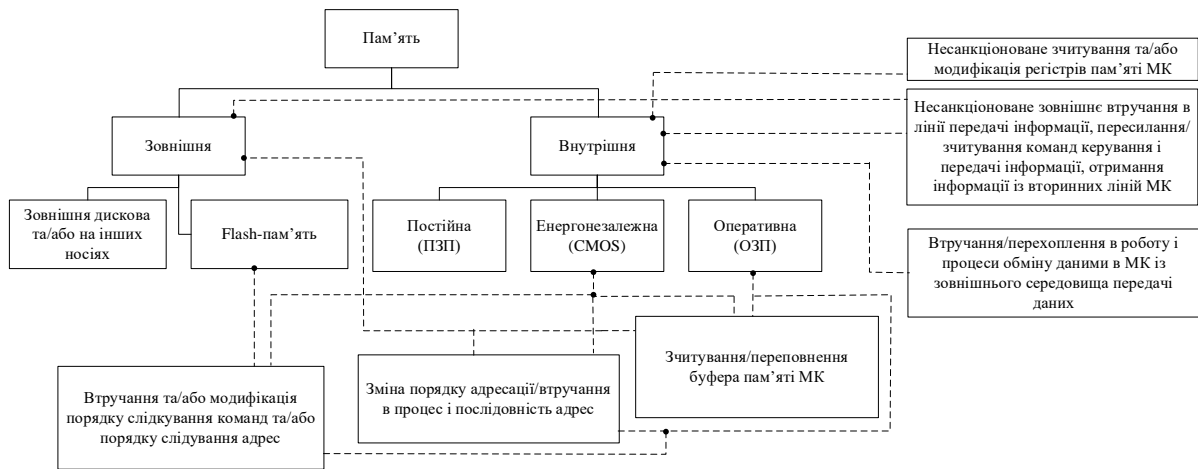 Пам’ять
Несанкціоноване зчитування та/або
модифікація регістрів пам’яті МК
Зовнішня
Внутрішня
Несанкціоноване зовнішнє втручання в
лінії передачі інформації, пересилання/
зчитування команд керування і
передачі інформації, отримання
інформації із вторинних ліній МК
Зовнішня дискова
та/або на інших
носіях
Flash-пам’ять
Постійна
(ПЗП)
Енергонезалежна
(CMOS)
Оперативна
(ОЗП)
Втручання/перехоплення в роботу і
процеси обміну даними в МК із
зовнішнього середовища передачі
даних
Втручання та/або модифікація
порядку слідкування команд та/або
порядку слідування адрес
Зміна порядку адресації/втручання
в процес і послідовність адрес
Зчитування/переповнення
буфера пам’яті МК